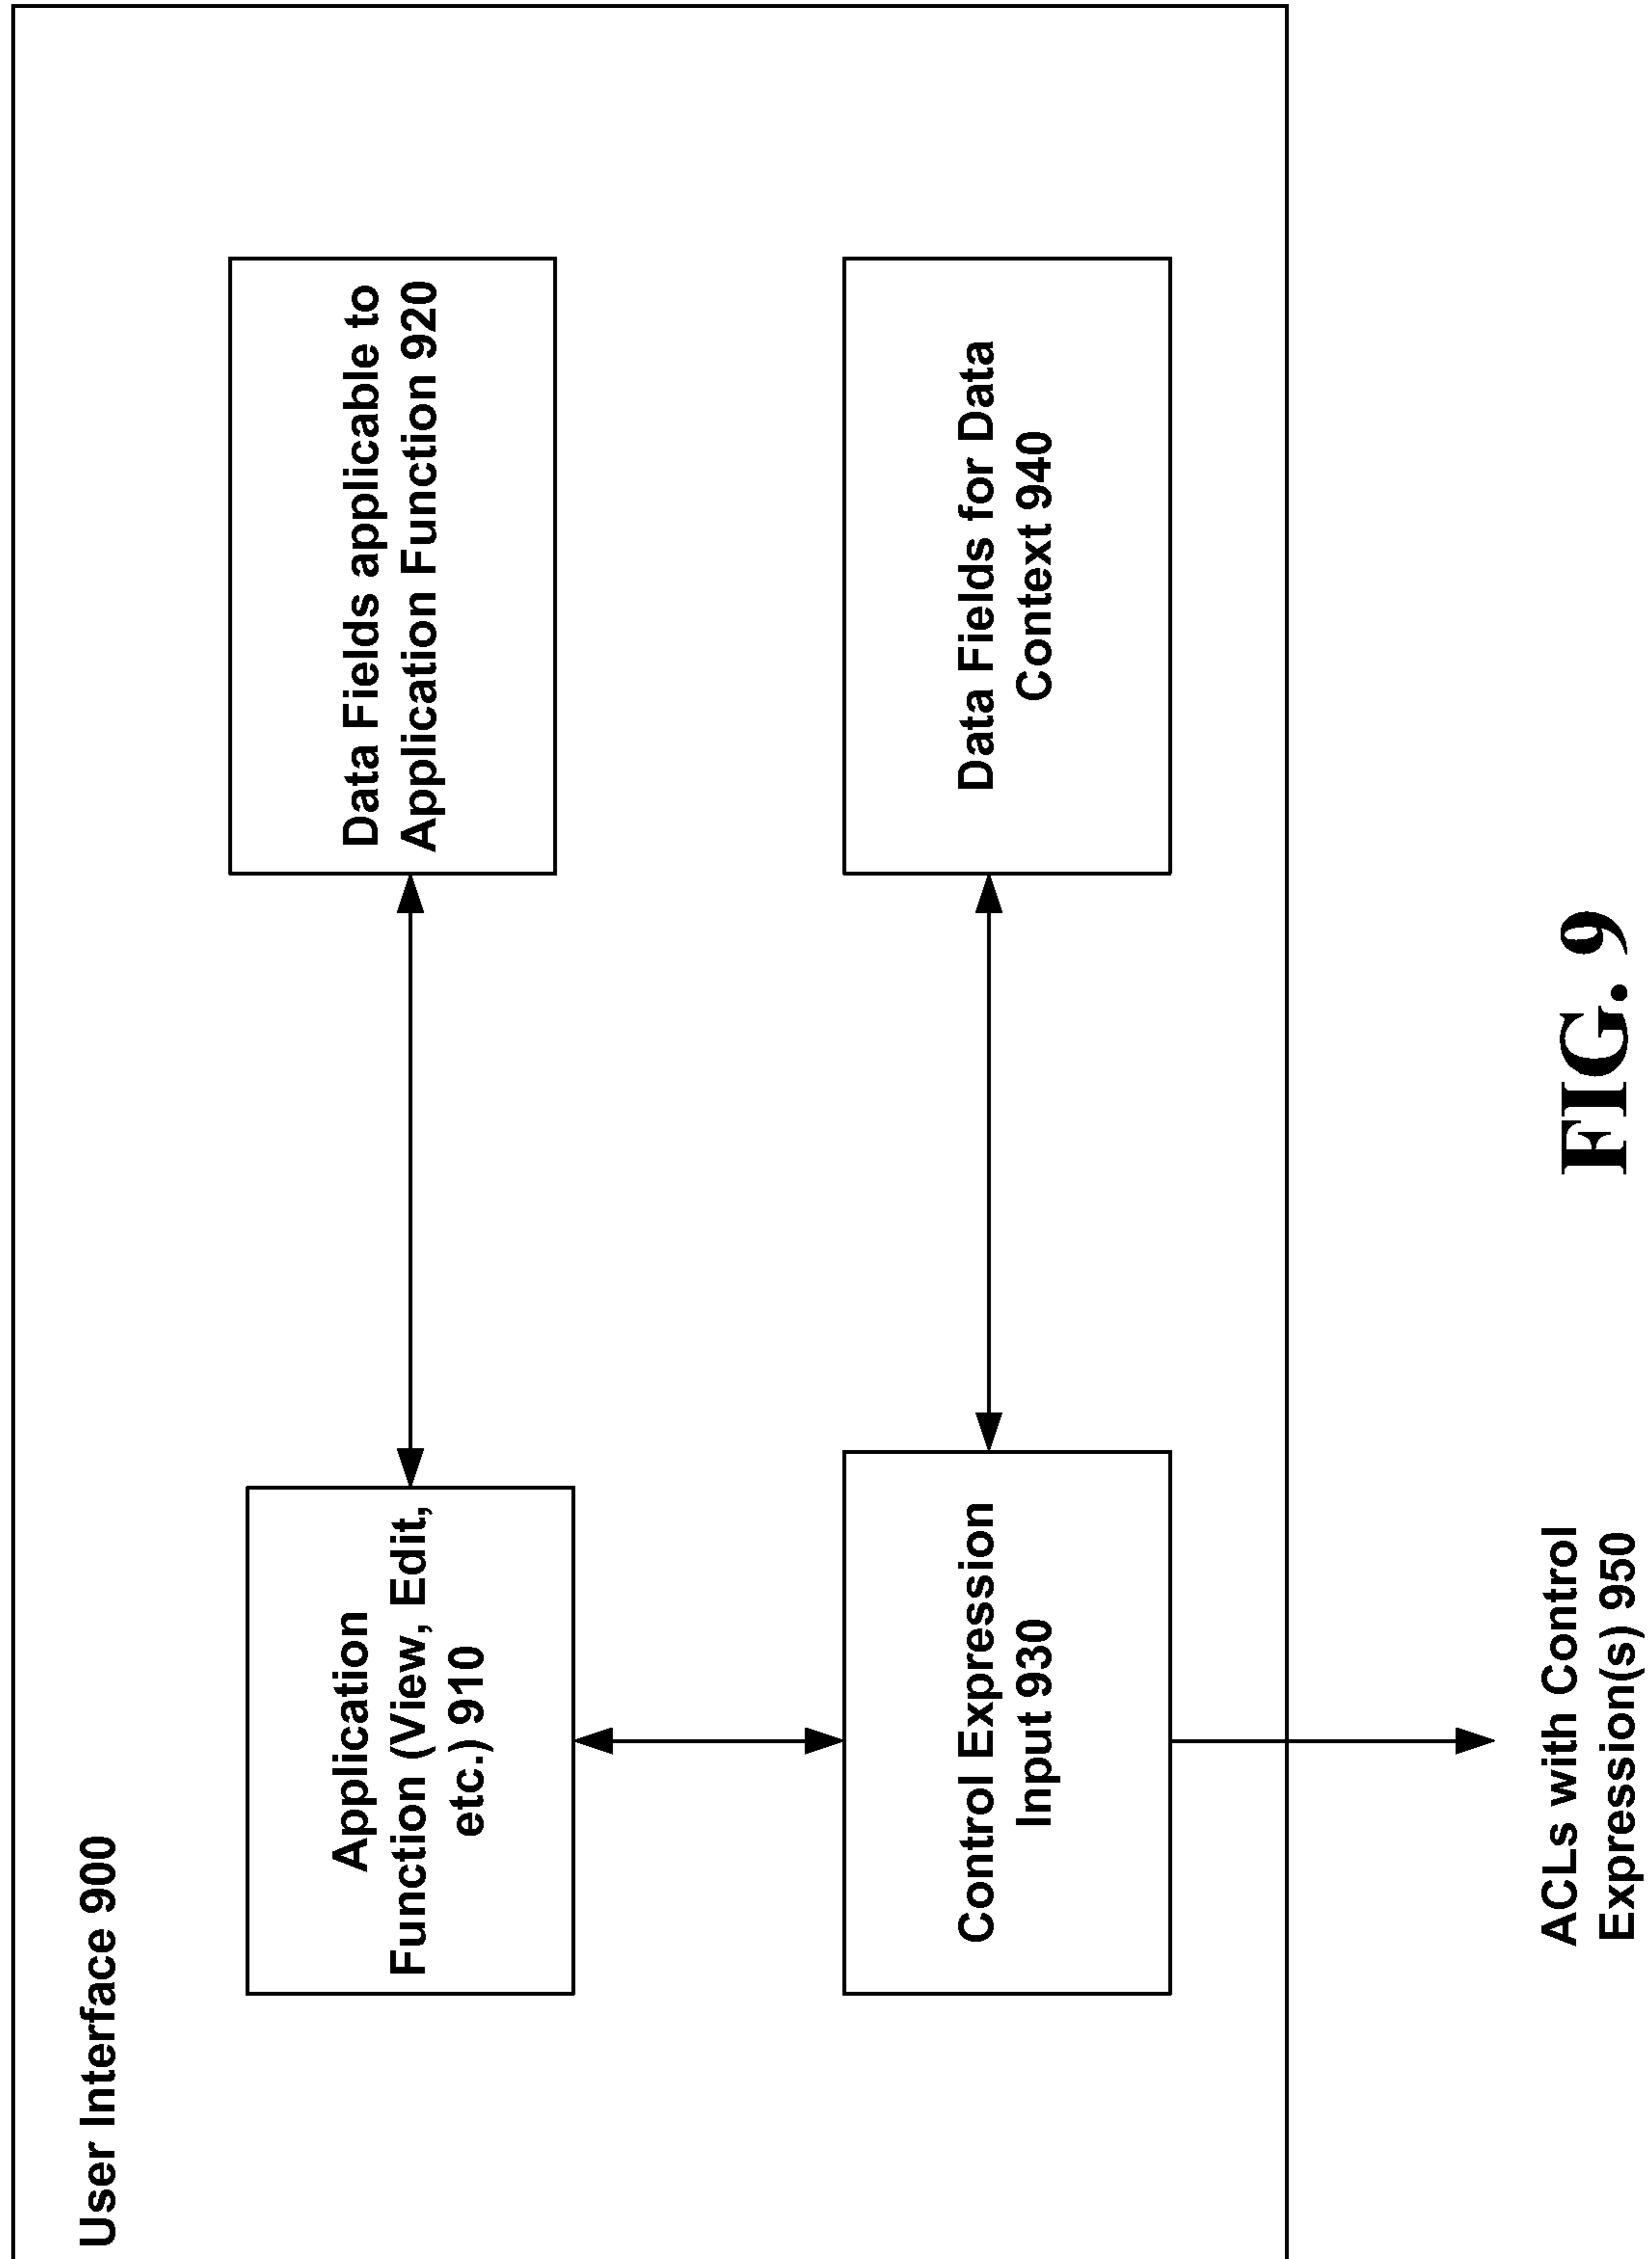 User Interface 900
Application
Function (View, Edit,
etc.) 910
Data Fields applicable to
Application Function 920
Control Expression
Input 930
Data Fields for Data
Context 940
ACLs with Control
Expression(s) 950
FIG. 9